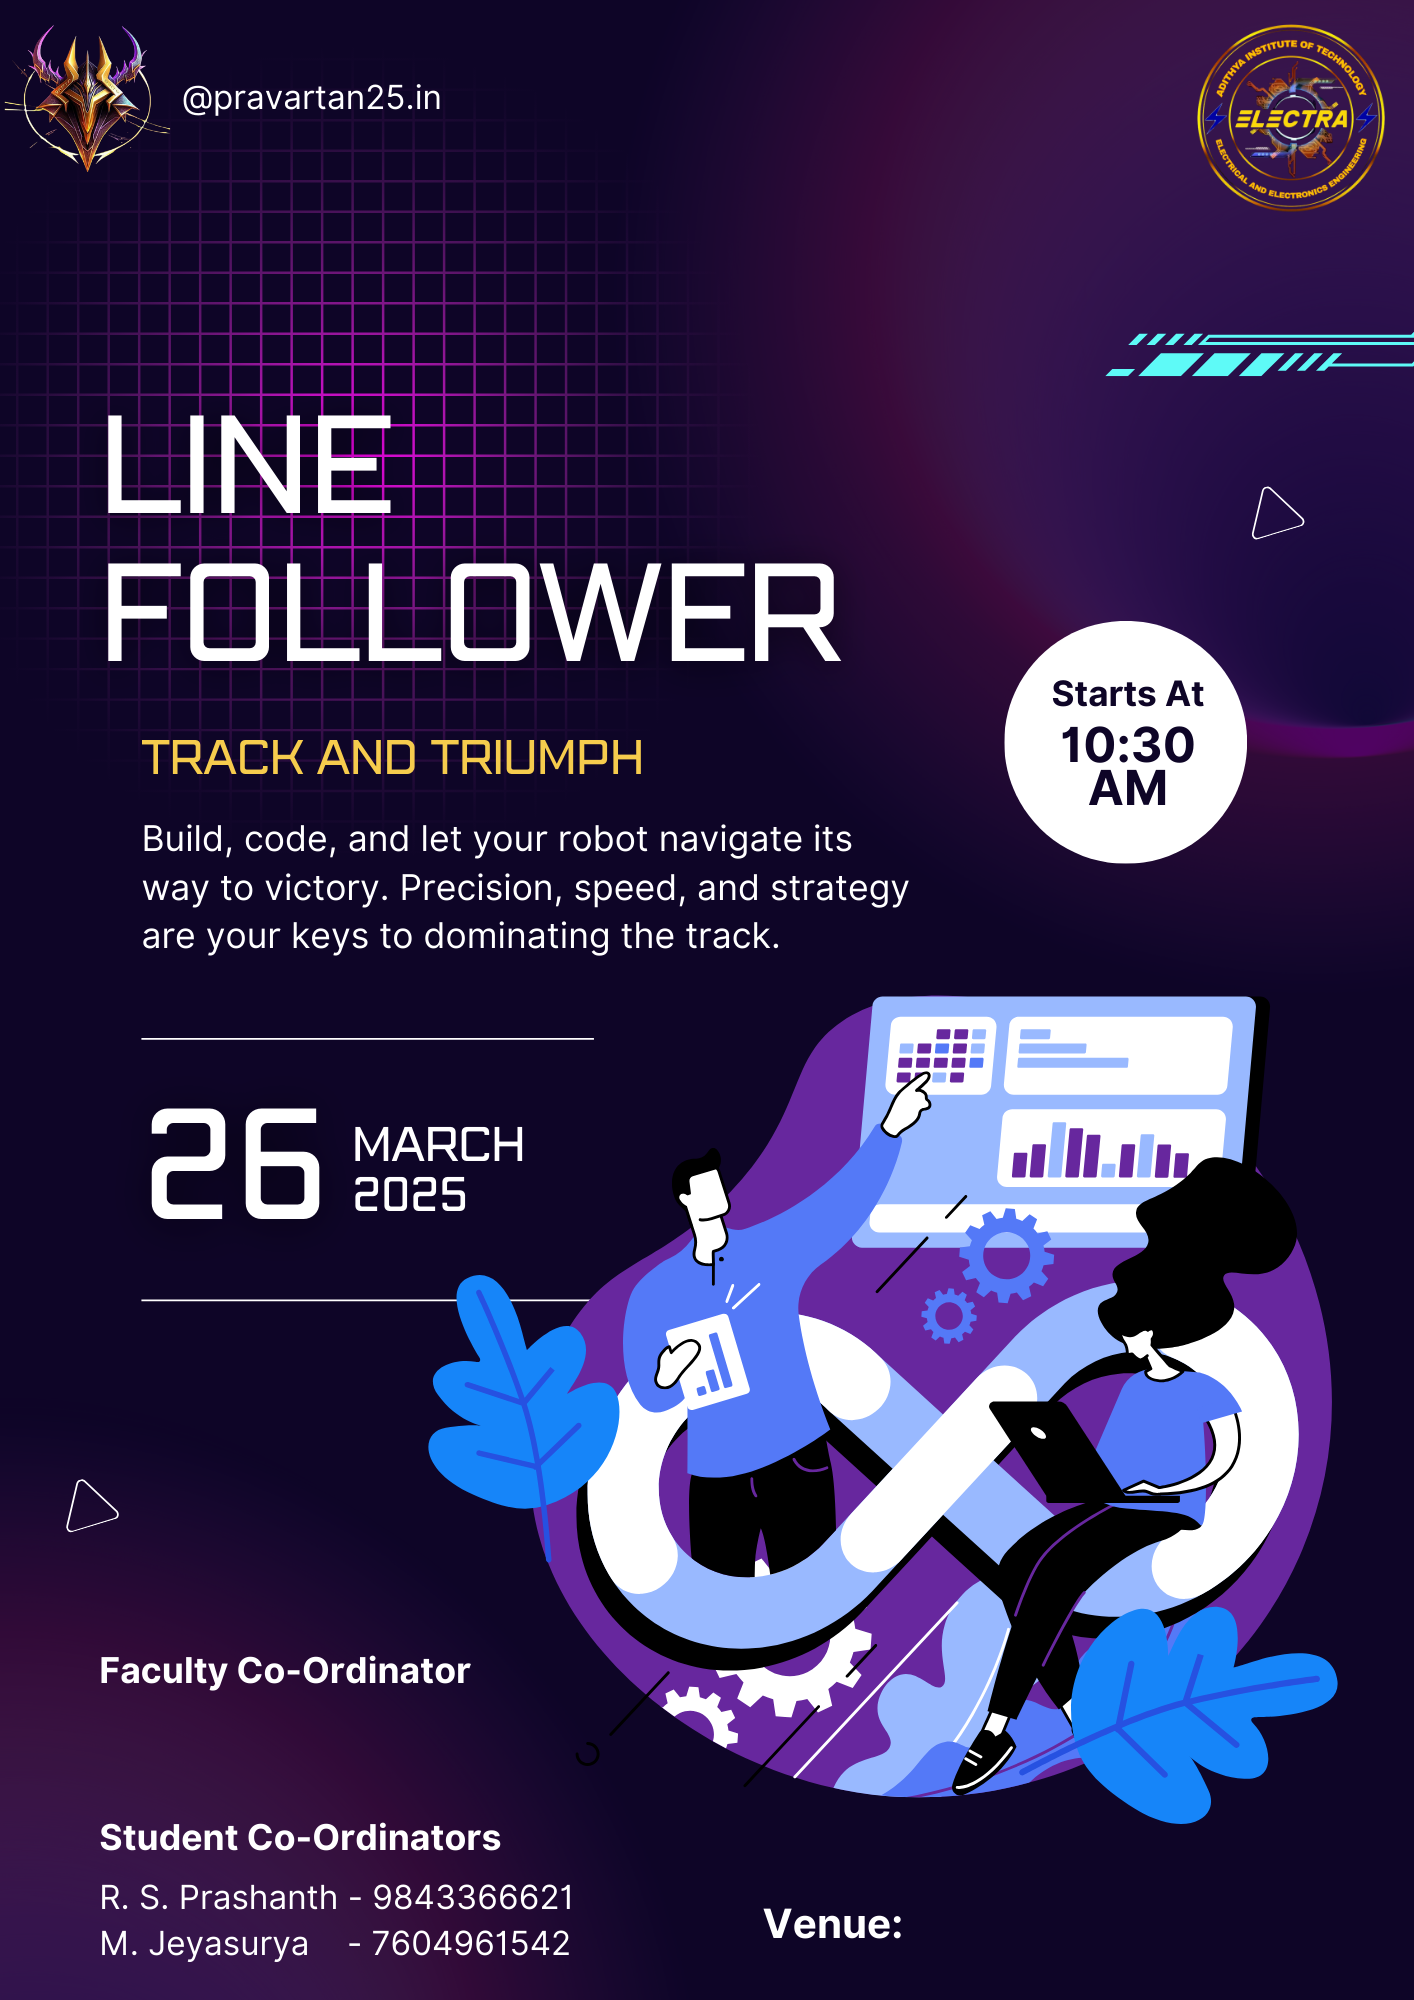 @pravartan25.in
ADITHYA INSTITUTE OF TECHNOLOGY
ELECTRA
ELECTRICAL AND ELECTRONICS ENGINEERING
LINE
FOLLOWER
TRACK AND TRIUMPH
Build, code, and let your robot navigate its
way to victory. Precision, speed, and strategy
are your keys to dominating the track.
Starts At
10:30
AM
26
MARCH
2025
Faculty Co-Ordinator
Student Co-Ordinators
R. S. Prashanth - 9843366621
M. Jeyasurya - 7604961542
Venue: